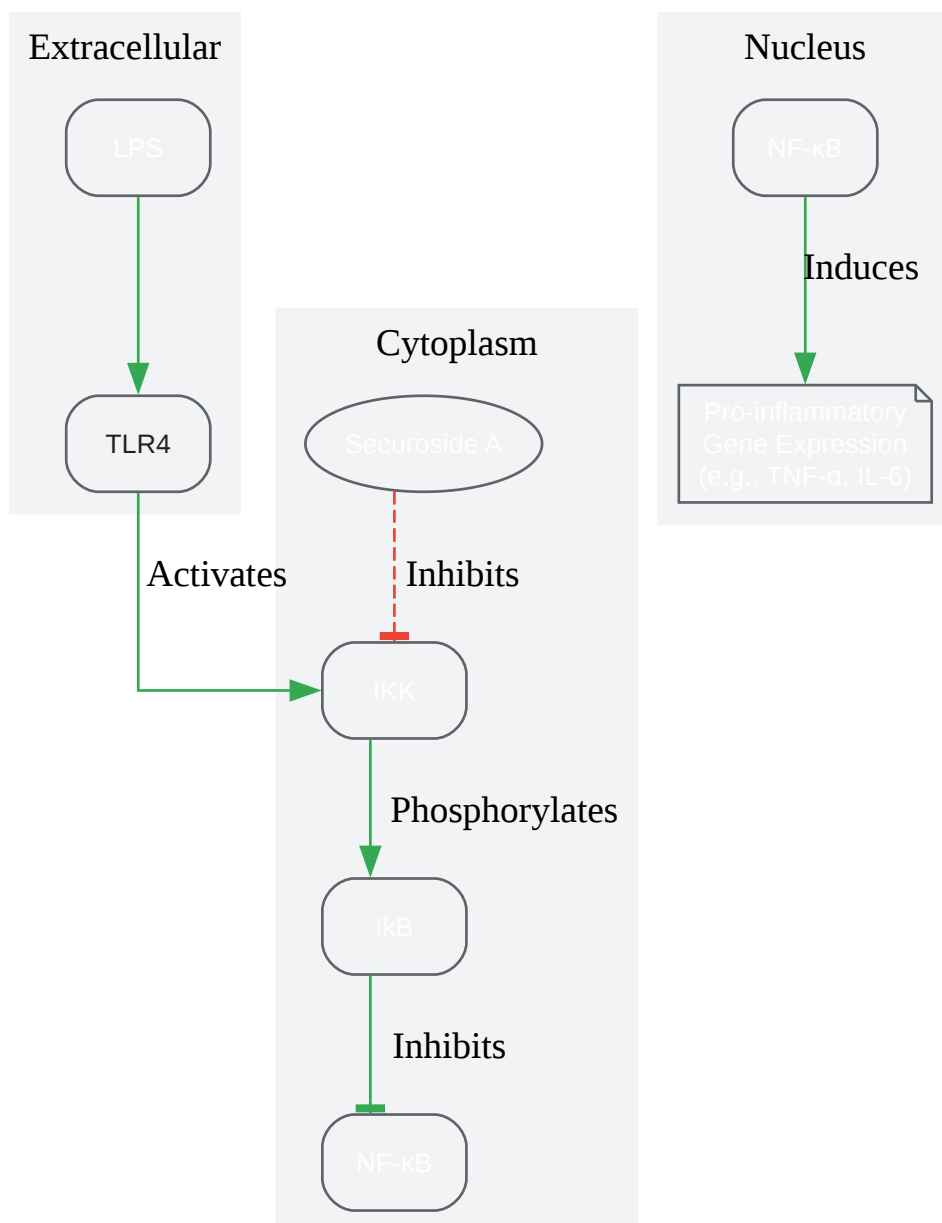 Extracellular
LPS
TLR4
Activates
Cytoplasm
Securoside A
Inhibits
IKK
Phosphorylates
IkB
Inhibits
NF-κB
Nucleus
NF-κB
Induces
Pro-inflammatory
Gene Expression
(e.g., TNF-α, IL-6)